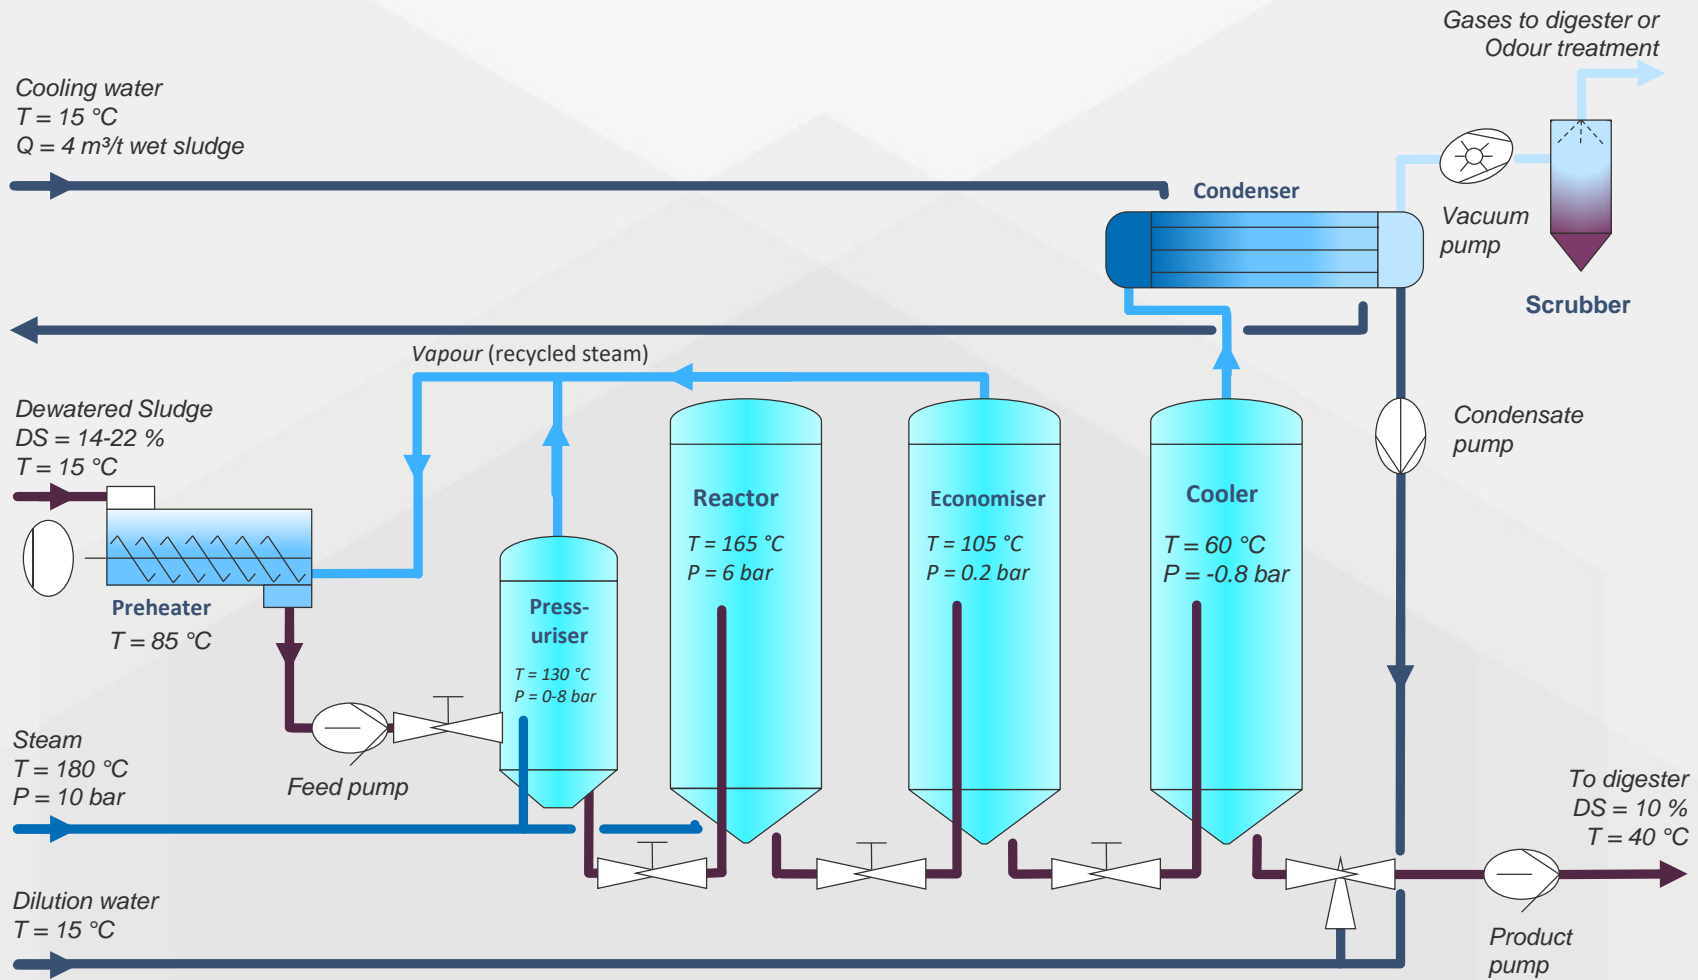 Gases to digester or
Odour treatment
Cooling water
T = 15 °C
Q = 4 m³/t wet sludge
Condenser
Vacuum
pump
Scrubber
Vapour (recycled steam)
Dewatered Sludge
DS = 14-22 %
T = 15 °C
Condensate
pump
Reactor
T = 165 °C
P = 6 bar
Economiser
T = 105 °C
P = 0.2 bar
Cooler
T = 60 °C
P = -0.8 bar
Preheater
T = 85 °C
Press-
uriser
T = 130 °C
P = 0-8 bar
Steam
T = 180 °C
P = 10 bar
Feed pump
To digester
DS = 10 %
T = 40 °C
Dilution water
T = 15 °C
Product
pump